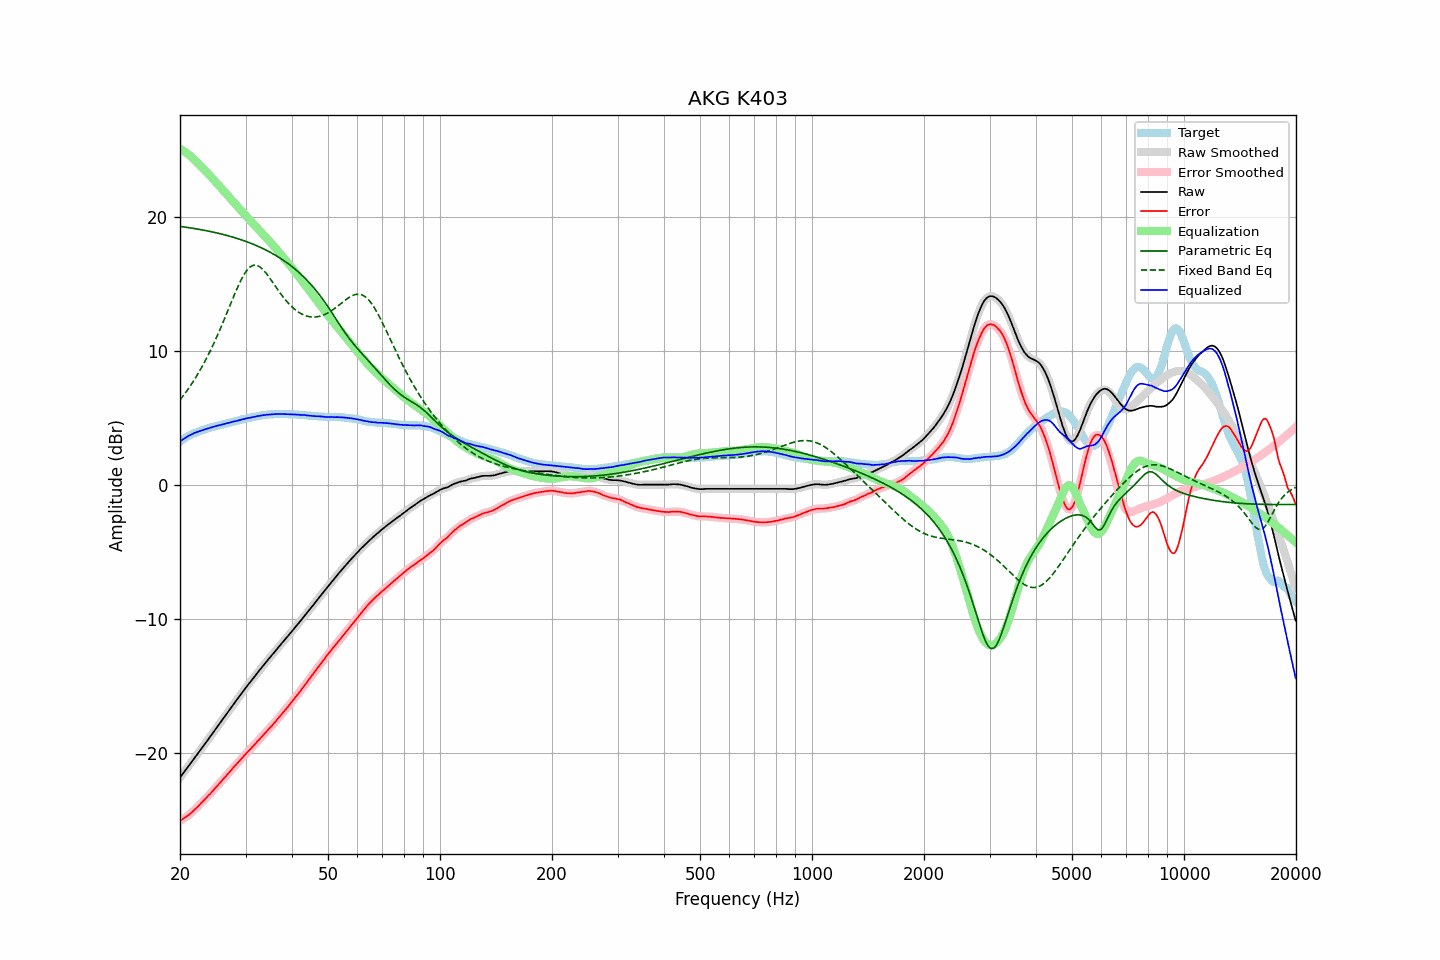 AKG K403
Amplitude (dBr)
20
10
0
−10
−20
Target
Raw Smoothed
Error Smoothed
Raw
Error
Equalization
Parametric Eq
Fixed Band Eq
Equalized
20 50 100 200 500 1000 2000 5000 10000 20000
Frequency (Hz)